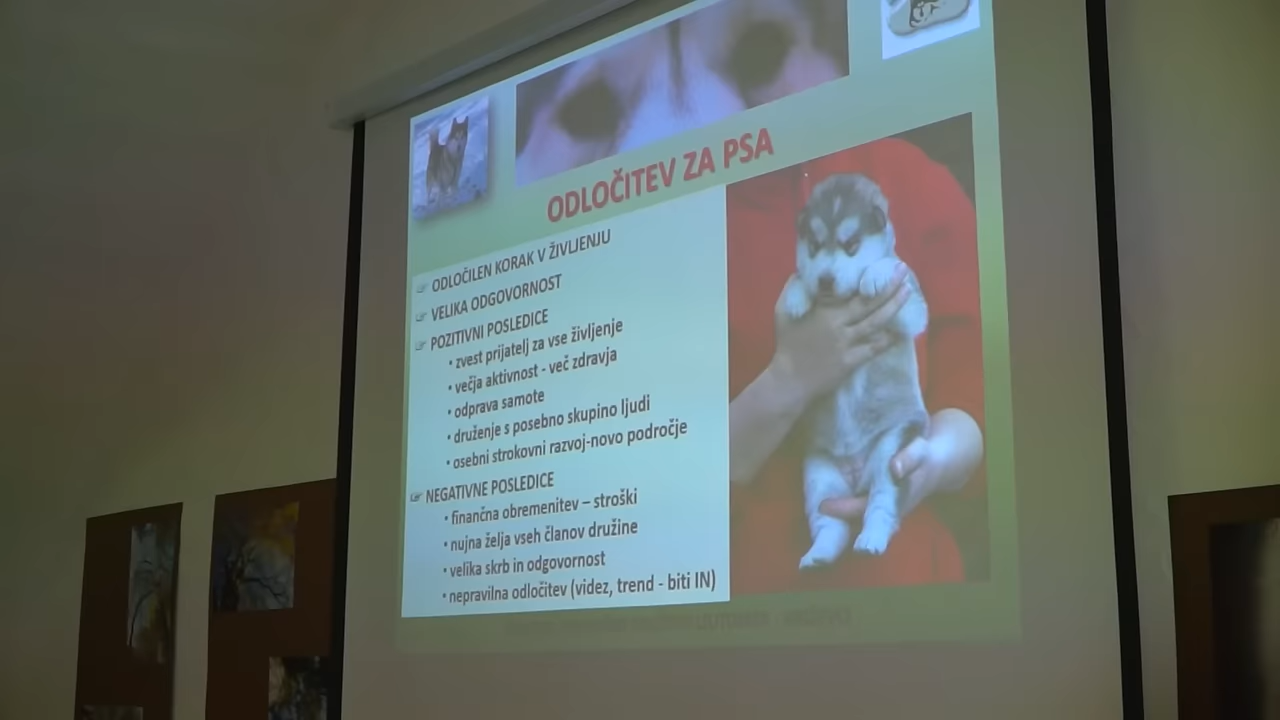 ODLOČITEV ZA PSA
ODLOČILEN KORAK V ŽIVLJENJU
VELIKA ODGOVORNOST
POZITIVNI POSLEDICE
• zvest prijatelj za vse življenje
• večja aktivnost - več zdravja
• odprava samote
• druženje s posebno skupino ljudi
• osebni strokovni razvoj-novo področje
NEGATIVNE POSLEDICE
• finančna obremenitev – stroški
• nujna želja vseh članov družine
• velika skrb in odgovornost
• nepravilna odločitev (videz, trend - biti IN)